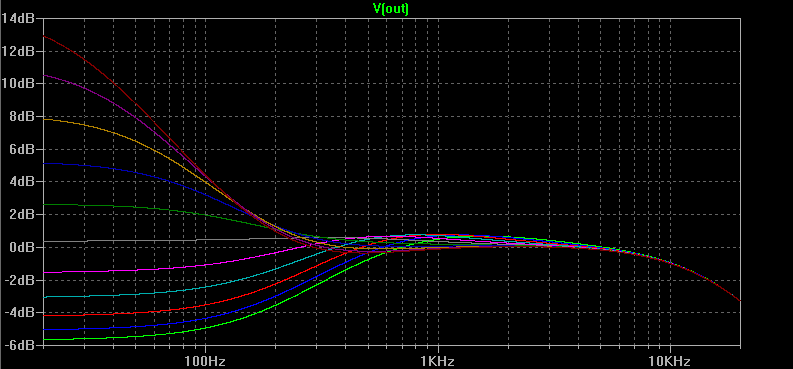 V(out)
14dB
12dB
10dB
8dB
6dB
4dB
2dB
0dB
-2dB
-4dB
-6dB
100Hz 1KHz 10KHz